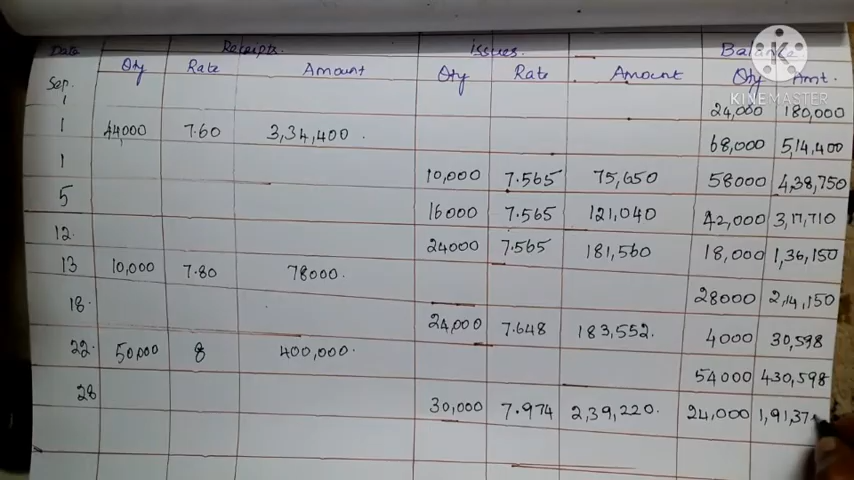 Date Receipts. issues. Balance
Qty Rate Amount Qty Rate Amount Qty Amt.
Sep.
1 24,000 180,000
1 44,000 7.60 3,34,400. 68,000 5,14,400
1 10,000 7.565 75,650 58000 4,38,750
5 16000 7.565 121,040 42,000 3,17,710
12. 24000 7.565 181,560 18,000 1,36,150
13 10,000 7.80 78000. 28000 2,14,150
18. 24,000 7.648 183,552. 4000 30,598
22. 50,000 8 400,000. 54000 430,598
28 30,000 7.974 2,39,220. 24,000 1,91,37
KINEMASTER